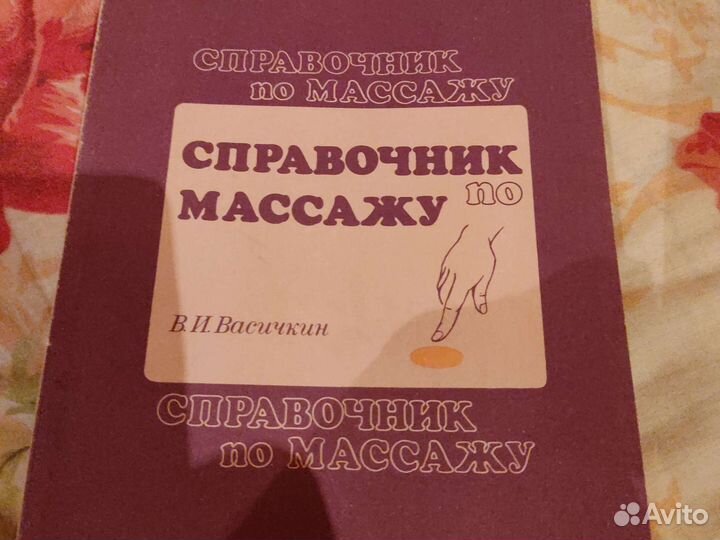 СПРАВОЧНИК
по МАССАЖУ
СПРАВОЧНИК
по
МАССАЖУ
В.И.Васичкин
СПРАВОЧНИК
по МАССАЖУ
Avito